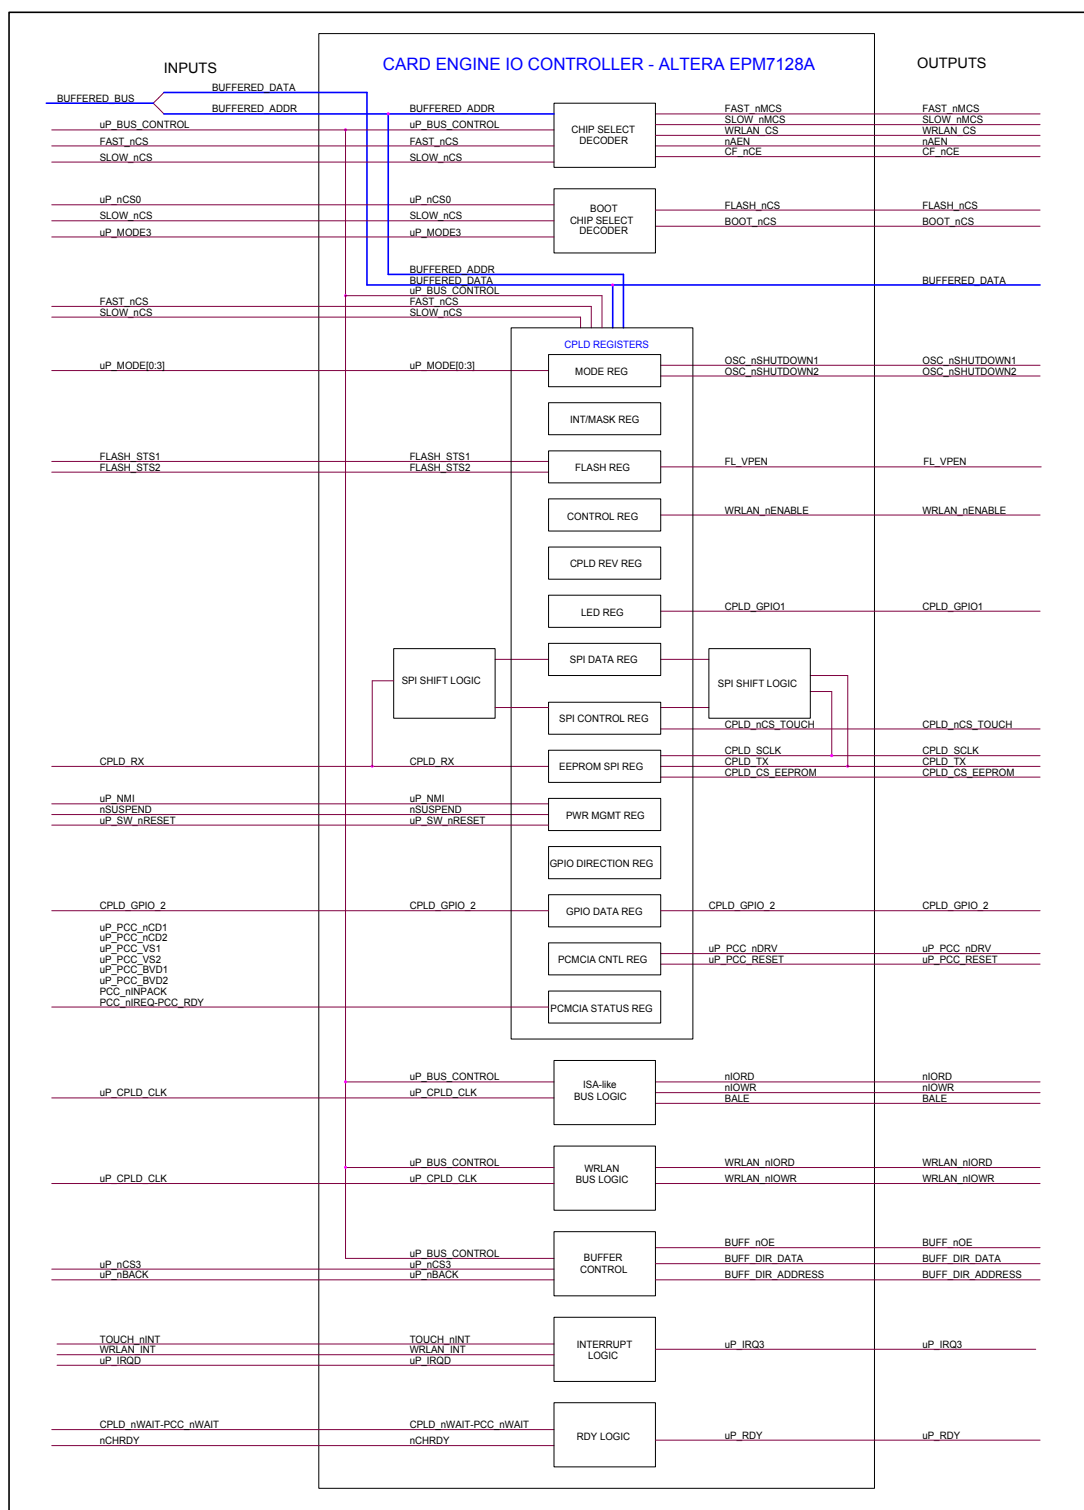 INPUTS
CARD ENGINE IO CONTROLLER - ALTERA EPM7128A
OUTPUTS
BUFFERED_BUS
BUFFERED_DATA
BUFFERED_ADDR
BUFFERED_ADDR
uP_BUS_CONTROL
uP_BUS_CONTROL
FAST_nCS
FAST_nCS
SLOW_nCS
SLOW_nCS
CHIP SELECT
DECODER
FAST_nMCS
FAST_nMCS
SLOW_nMCS
SLOW_nMCS
WRLAN_CS
WRLAN_CS
nAEN
nAEN
CF_nCE
CF_nCE
uP_nCS0
uP_nCS0
SLOW_nCS
SLOW_nCS
uP_MODE3
uP_MODE3
BOOT
CHIP SELECT
DECODER
FLASH_nCS
FLASH_nCS
BOOT_nCS
BOOT_nCS
BUFFERED_ADDR
BUFFERED_DATA
BUFFERED_DATA
uP_BUS_CONTROL
FAST_nCS
FAST_nCS
SLOW_nCS
SLOW_nCS
CPLD REGISTERS
uP_MODE[0:3]
uP_MODE[0:3]
MODE REG
OSC_nSHUTDOWN1
OSC_nSHUTDOWN1
OSC_nSHUTDOWN2
OSC_nSHUTDOWN2
INT/MASK REG
FLASH_STS1
FLASH_STS1
FLASH_STS2
FLASH_STS2
FLASH REG
FL_VPEN
FL_VPEN
CONTROL REG
WRLAN_nENABLE
WRLAN_nENABLE
CPLD REV REG
LED REG
CPLD_GPIO1
CPLD_GPIO1
SPI SHIFT LOGIC
SPI DATA REG
SPI SHIFT LOGIC
SPI CONTROL REG
CPLD_nCS_TOUCH
CPLD_nCS_TOUCH
CPLD_RX
CPLD_RX
EEPROM SPI REG
CPLD_SCLK
CPLD_SCLK
CPLD_TX
CPLD_TX
CPLD_CS_EEPROM
CPLD_CS_EEPROM
uP_NMI
uP_NMI
nSUSPEND
nSUSPEND
uP_SW_nRESET
uP_SW_nRESET
PWR MGMT REG
GPIO DIRECTION REG
CPLD_GPIO_2
CPLD_GPIO_2
GPIO DATA REG
CPLD_GPIO_2
CPLD_GPIO_2
uP_PCC_nCD1
uP_PCC_nCD2
uP_PCC_VS1
uP_PCC_VS2
uP_PCC_BVD1
uP_PCC_BVD2
PCC_nINPACK
PCC_nIREQ-PCC_RDY
PCMCIA CNTL REG
uP_PCC_nDRV
uP_PCC_nDRV
uP_PCC_RESET
uP_PCC_RESET
PCMCIA STATUS REG
uP_BUS_CONTROL
uP_CPLD_CLK
uP_CPLD_CLK
ISA-like
BUS LOGIC
nIORD
nIORD
nIOWR
nIOWR
BALE
BALE
uP_BUS_CONTROL
uP_CPLD_CLK
uP_CPLD_CLK
WRLAN
BUS LOGIC
WRLAN_nIORD
WRLAN_nIORD
WRLAN_nIOWR
WRLAN_nIOWR
uP_BUS_CONTROL
uP_nCS3
uP_nCS3
uP_nBACK
uP_nBACK
BUFFER
CONTROL
BUFF_nOE
BUFF_nOE
BUFF_DIR_DATA
BUFF_DIR_DATA
BUFF_DIR_ADDRESS
BUFF_DIR_ADDRESS
TOUCH_nINT
TOUCH_nINT
WRLAN_INT
WRLAN_INT
uP_IRQD
uP_IRQD
INTERRUPT
LOGIC
uP_IRQ3
uP_IRQ3
CPLD_nWAIT-PCC_nWAIT
CPLD_nWAIT-PCC_nWAIT
nCHRDY
nCHRDY
RDY LOGIC
uP_RDY
uP_RDY